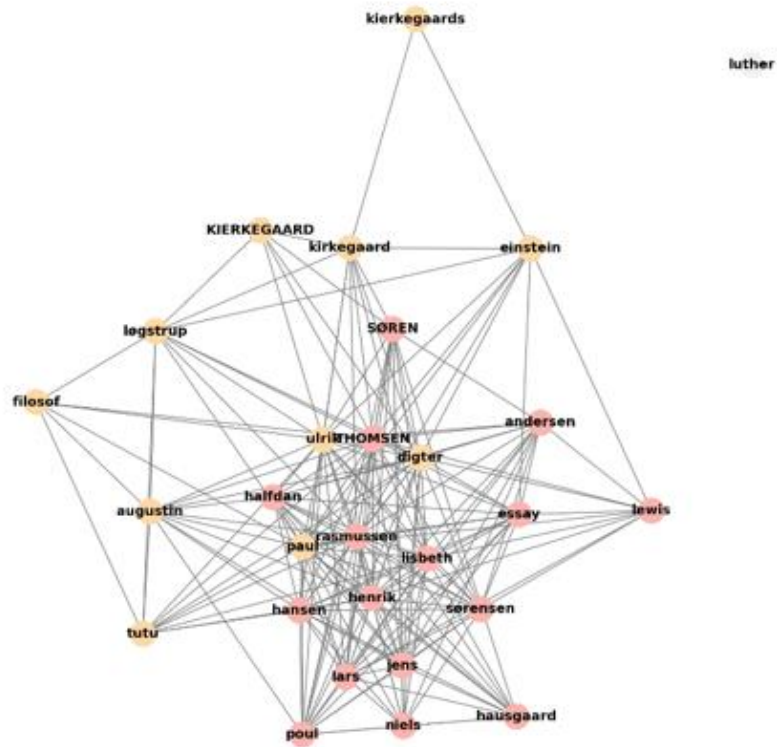 kierkegaards
luther
KIERKEGAARD
kirkegaard
einstein
løgstrup
SØREN
filosof
andersen
ulrik
THOMSEN
digter
halfdan
augustin
essay
lewis
rasmussen
paul
lisbeth
henrik
hansen
sørensen
tutu
jens
lars
hausgaard
niels
poul